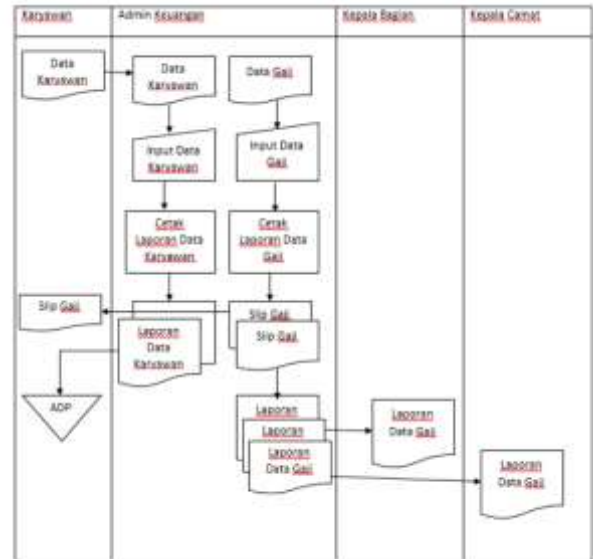 Karyawan
Admin Keuangan
Kepala Bagian
Kepala Camat
Data
Karyawan
Data
Karyawan
Data Gaji
Input Data
Karyawan
Input Data
Gaji
Cetak
Laporan Data
Karyawan
Cetak
Laporan Data
Gaji
Slip Gaji
Slip Gaji
Slip Gaji
Laporan
Data
Karyawan
ADP
Laporan
Laporan
Laporan
Data Gaji
Laporan
Data Gaji
Laporan
Data Gaji